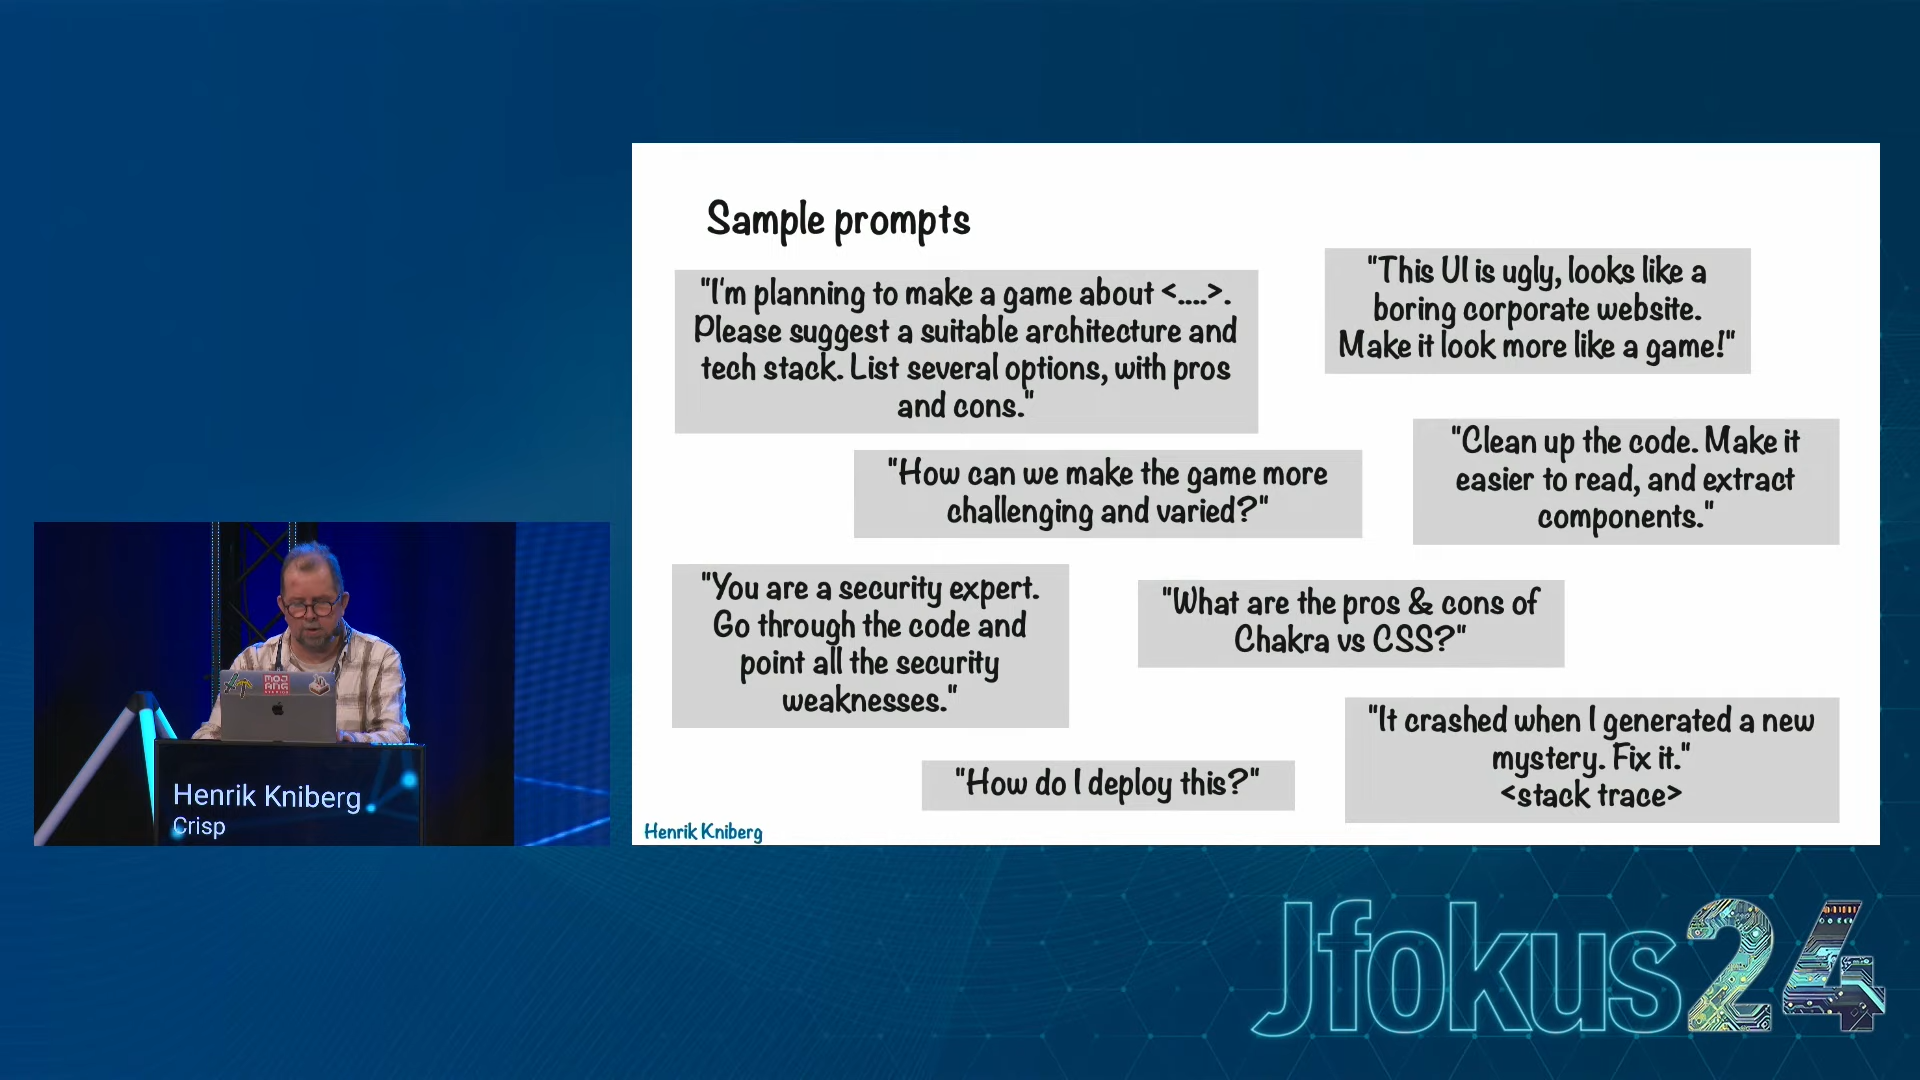 Sample prompts
"I'm planning to make a game about <....>.
Please suggest a suitable architecture and
tech stack. List several options, with pros
and cons."
"This UI is ugly, looks like a
boring corporate website.
Make it look more like a game!"
"How can we make the game more
challenging and varied?"
"Clean up the code. Make it
easier to read, and extract
components."
"You are a security expert.
Go through the code and
point all the security
weaknesses."
"What are the pros & cons of
Chakra vs CSS?"
"It crashed when I generated a new
mystery. Fix it."
<stack trace>
"How do I deploy this?"
Henrik Kniberg
MOJ
ANG
Henrik Kniberg
Crisp
Jfokus24